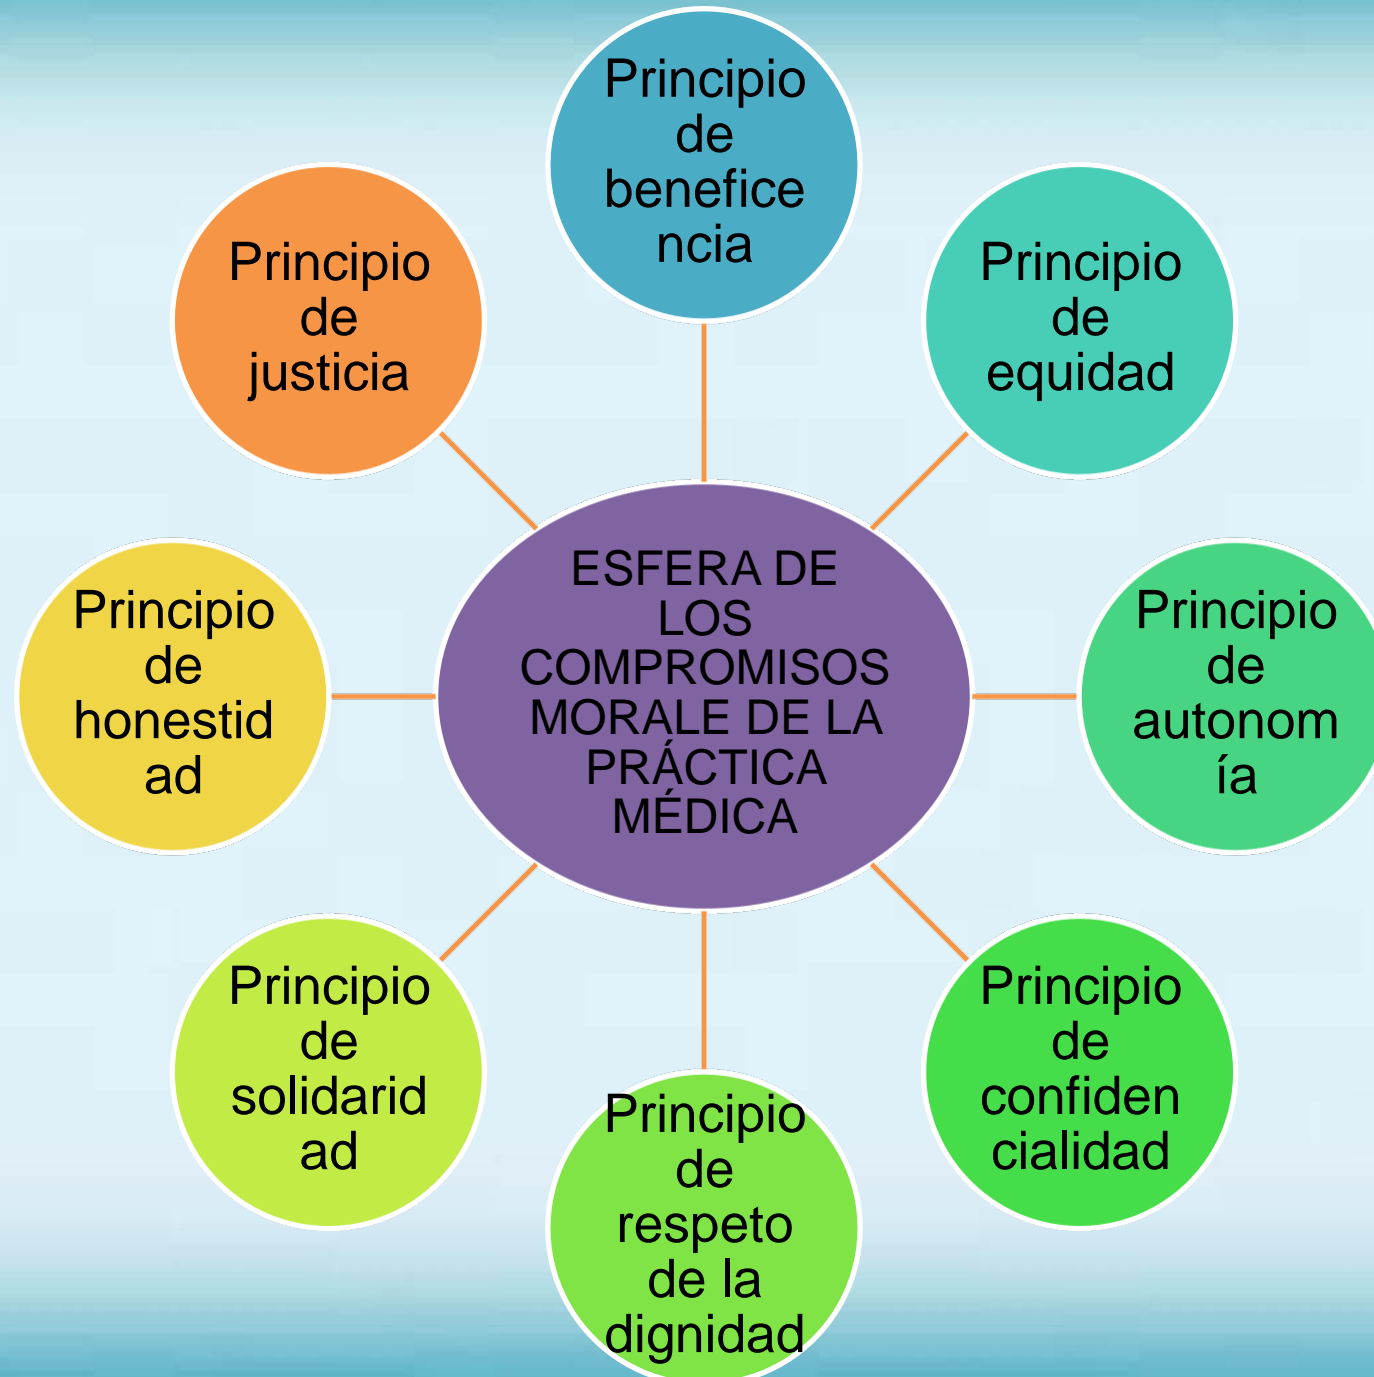 Principio
de
benefice
ncia
Principio
de
equidad
Principio
de
autonom
ía
Principio
de
confiden
cialidad
Principio
de
respeto
de la
dignidad
Principio
de
solidarid
ad
Principio
de
honestid
ad
Principio
de
justicia
ESFERA DE
LOS
COMPROMISOS
MORALE DE LA
PRÁCTICA
MÉDICA